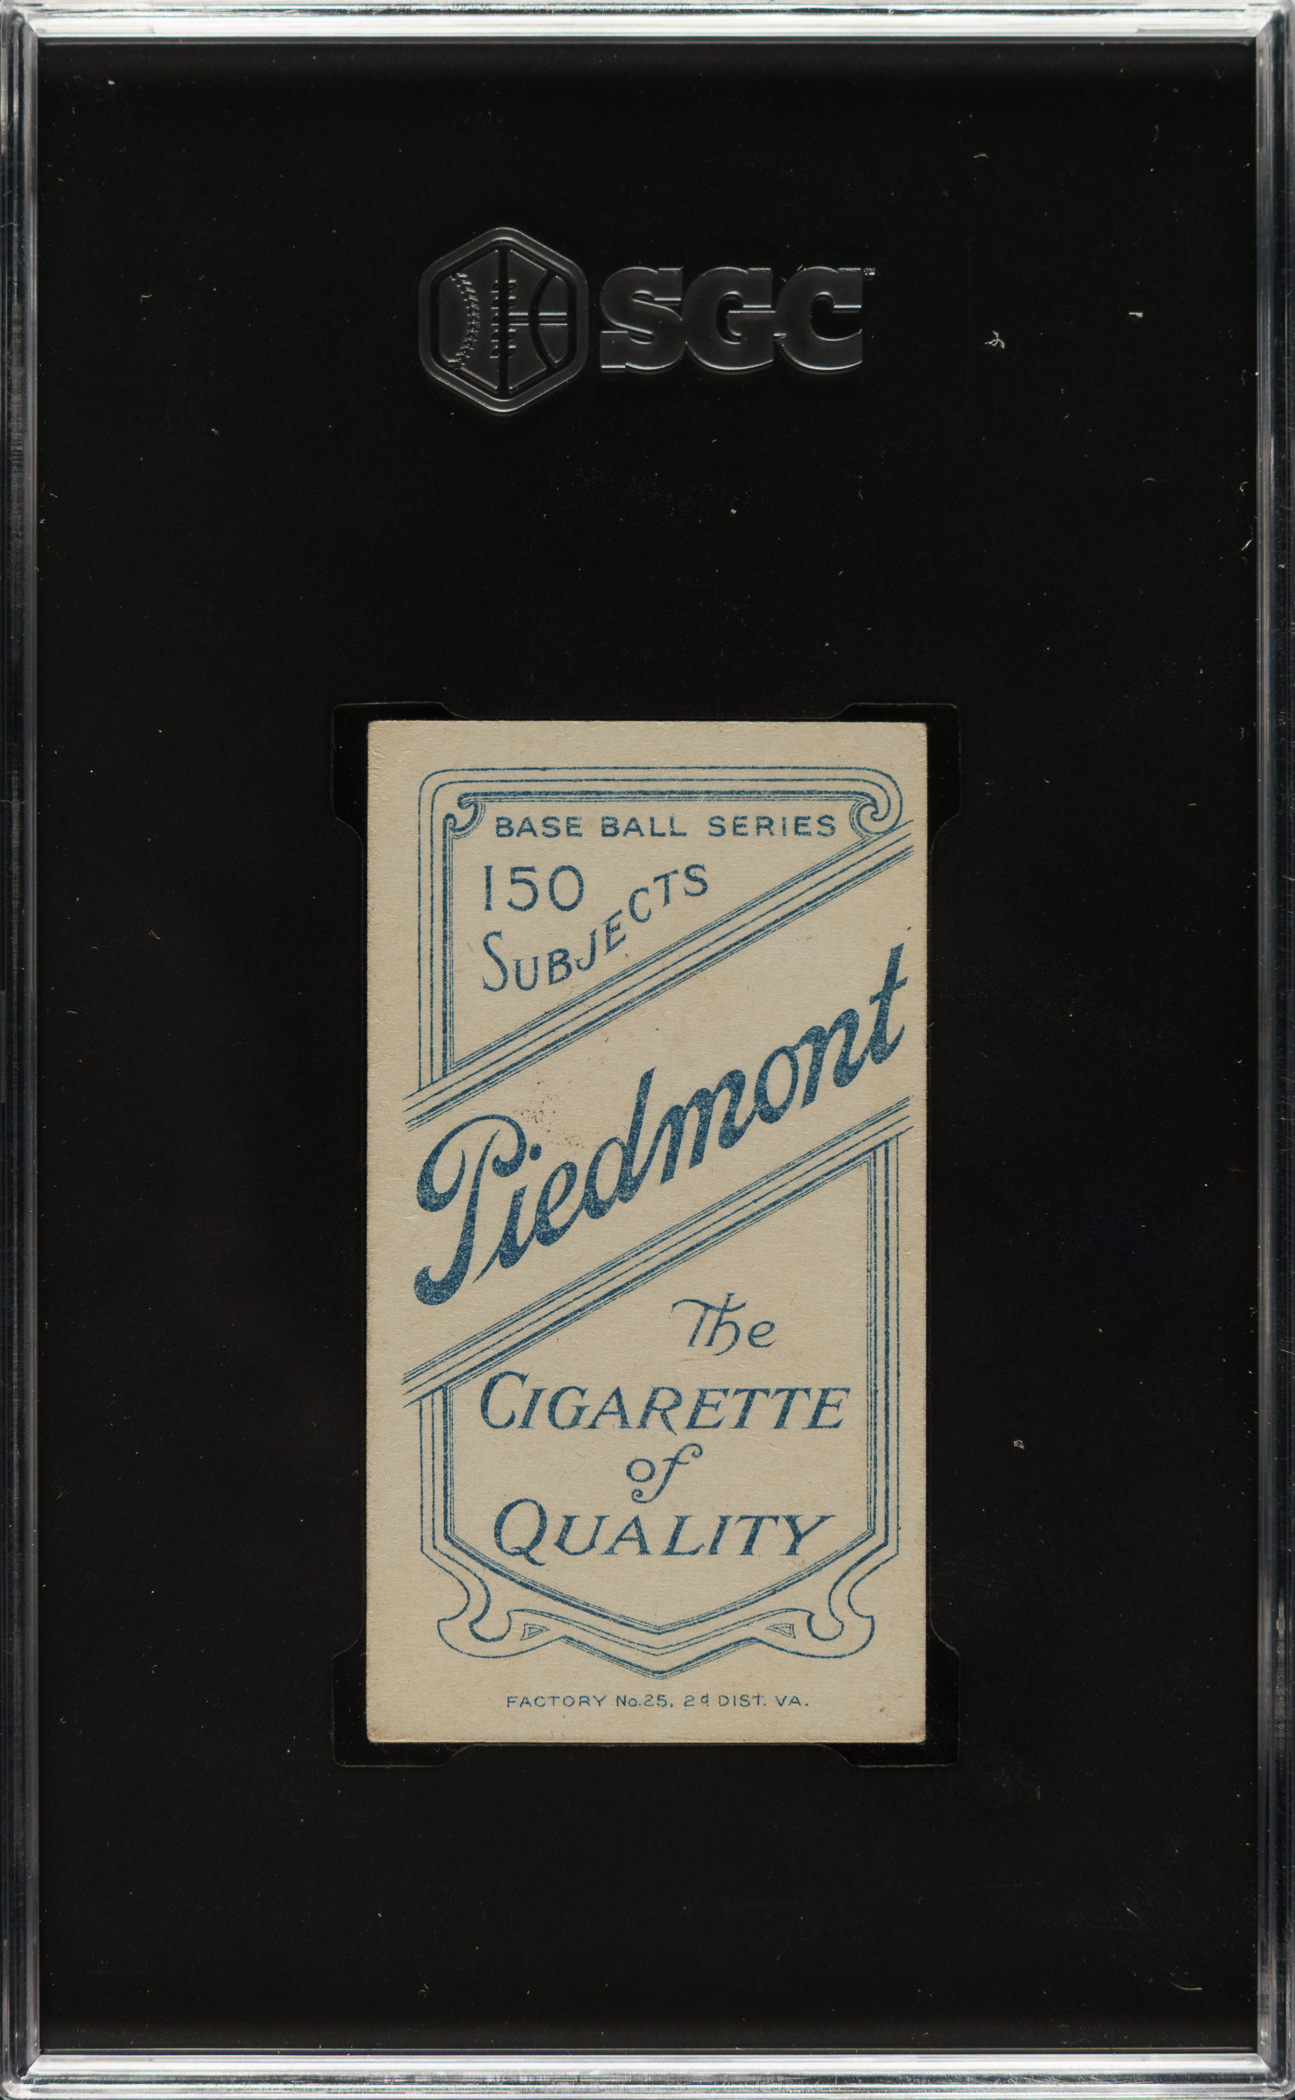 SGC
BASE BALL SERIES
150
SUBJECTS
Piedmont
The
CIGARETTE
of
QUALITY
FACTORY No.25, 2d DIST. VA.